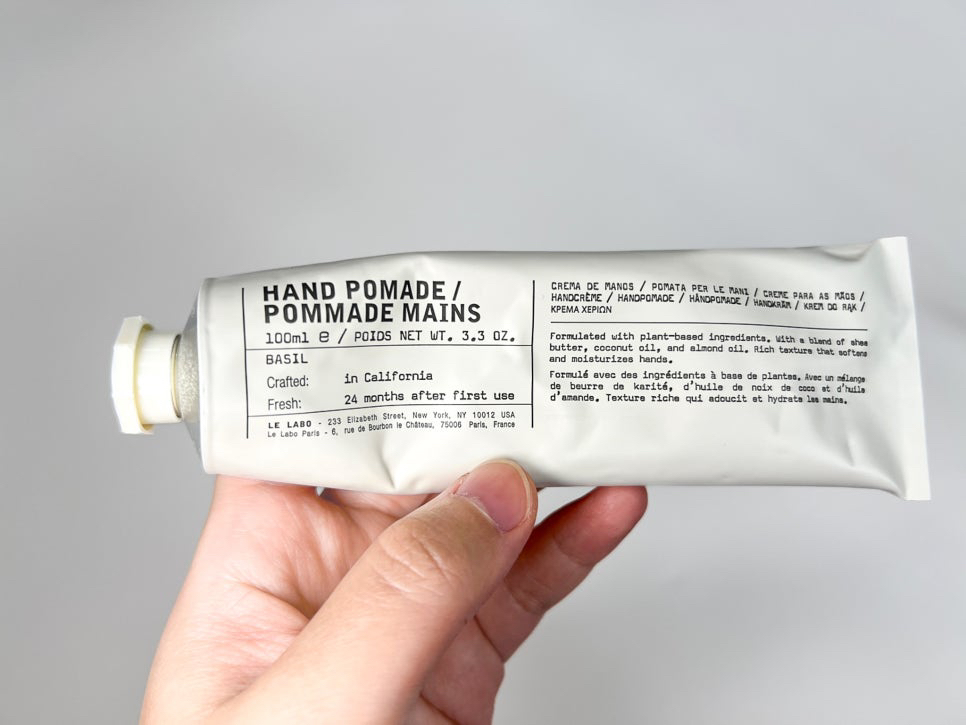 HAND POMADE /
POMMADE MAINS
100ml e / POIDS NET WT. 3.3 OZ.
BASIL
Crafted: in California
Fresh: 24 months after first use
LE LABO - 233 Elizabeth Street, New York, NY 10012 USA
Le Labo Paris - 6, rue de Bourbon le Château, 75006 Paris, France
CREMA DE MANOS / POMATA PER LE MANI / CREME PARA AS MÃOS /
HANDCRÈME / HANDPOMADE / HÅNDPOMADE / HANDKRÄM / KREM DO RĄK /
ΚΡΕΜΑ ΧΕΡΙΩΝ
Formulated with plant-based ingredients. With a blend of shea
butter, coconut oil, and almond oil. Rich texture that softens
and moisturizes hands.
Formulé avec des ingrédients à base de plantes. Avec un mélange
de beurre de karité, d'huile de noix de coco et d'huile
d'amande. Texture riche qui adoucit et hydrate les mains.